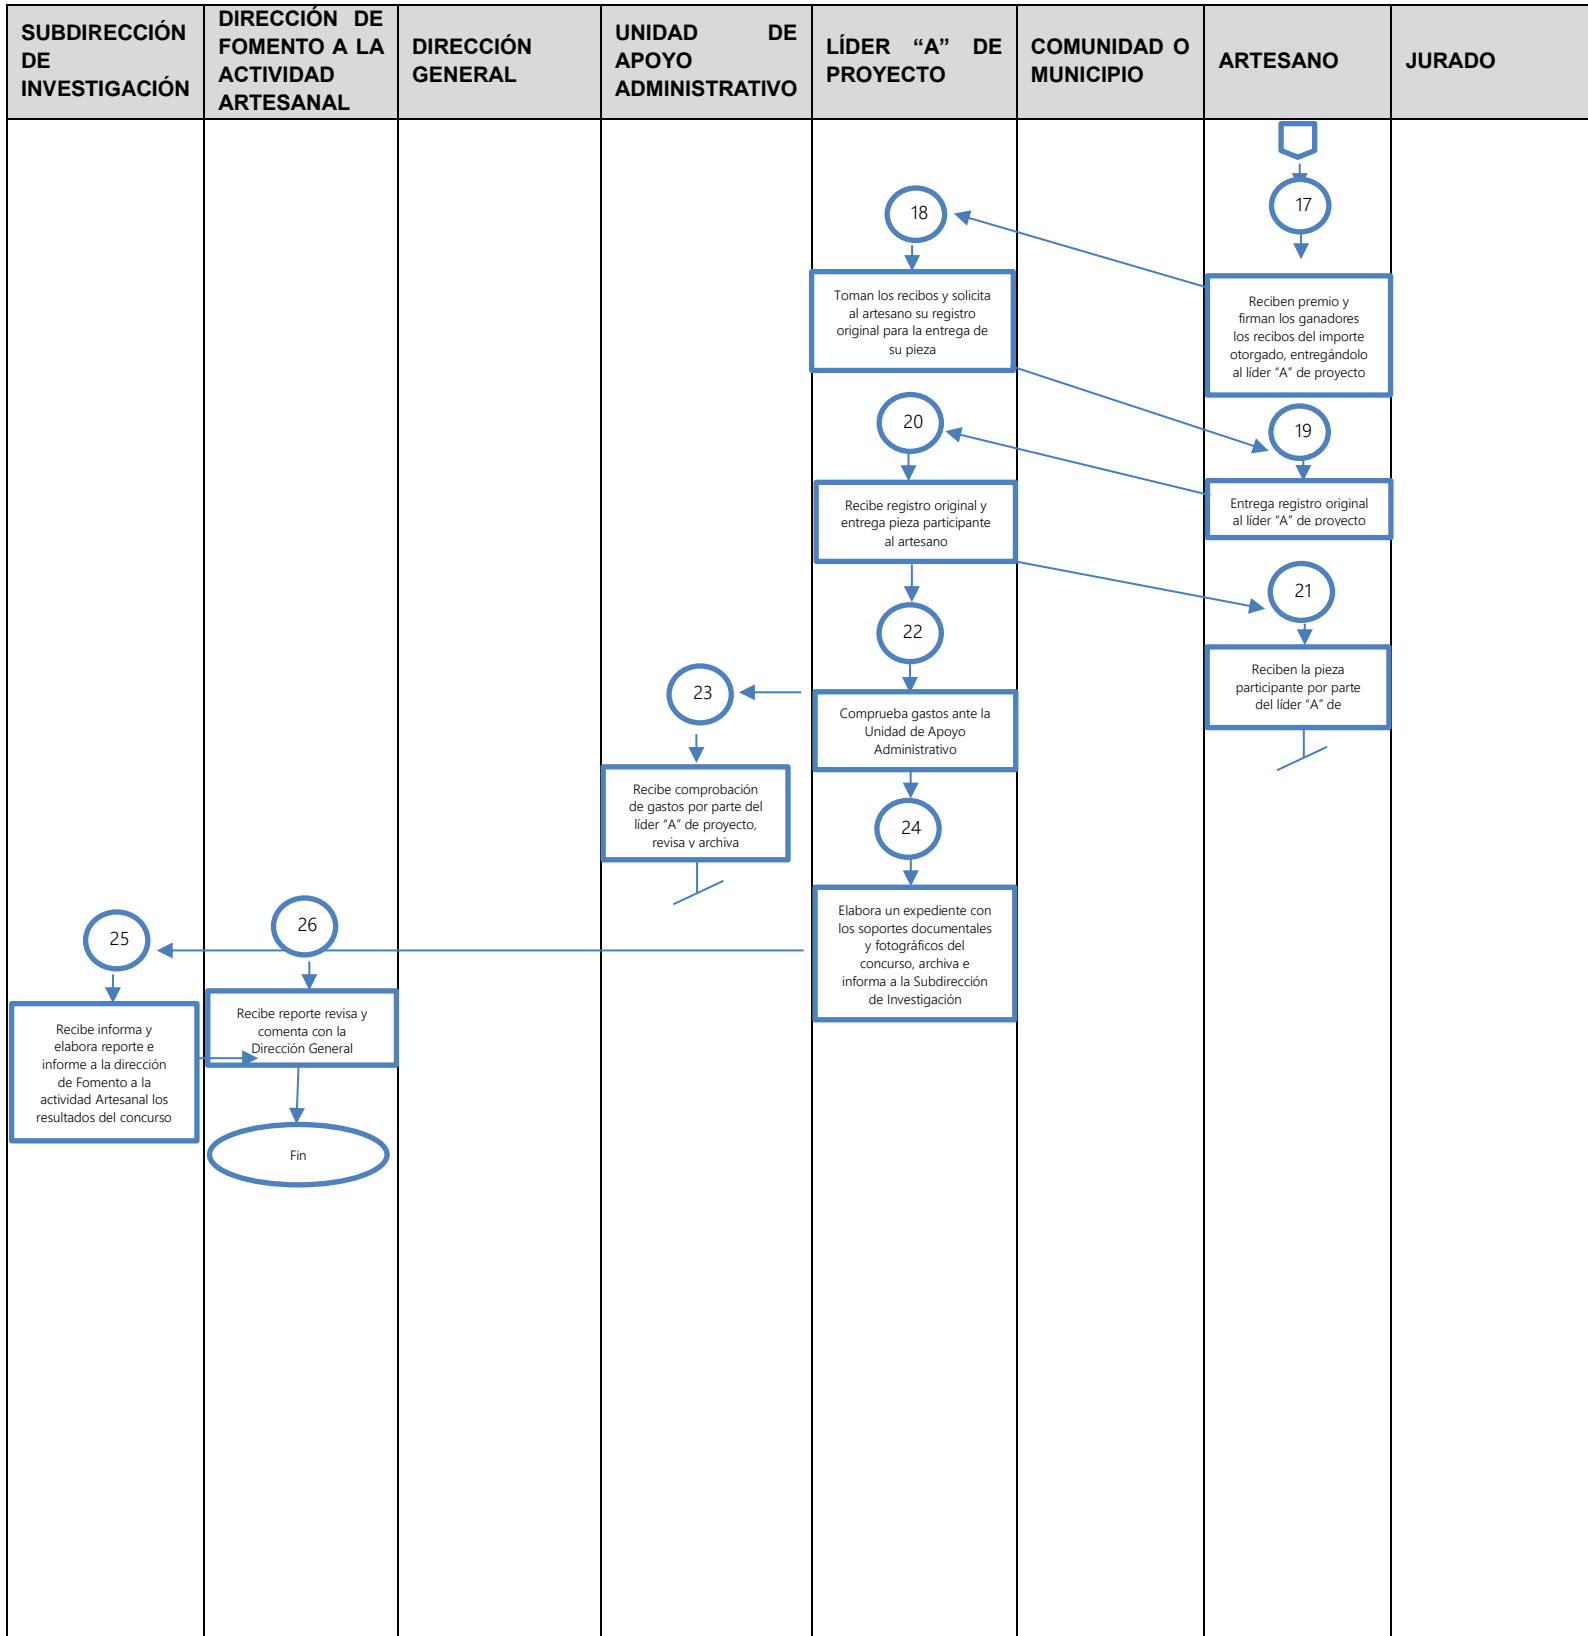 SUBDIRECCIÓN
DE
INVESTIGACIÓN
DIRECCIÓN DE
FOMENTO A LA
ACTIVIDAD
ARTESANAL
DIRECCIÓN
GENERAL
UNIDAD DE
APOYO
ADMINISTRATIVO
LÍDER “A” DE
PROYECTO
COMUNIDAD O
MUNICIPIO
ARTESANO
JURADO
17
Reciben premio y
firman los ganadores
los recibos del importe
otorgado, entregándolo
al líder “A” de proyecto
18
Toman los recibos y solicita
al artesano su registro
original para la entrega de
su pieza
19
Entrega registro original
al líder “A” de proyecto
20
Recibe registro original y
entrega pieza participante
al artesano
21
Reciben la pieza
participante por parte
del líder “A” de
22
Comprueba gastos ante la
Unidad de Apoyo
Administrativo
23
Recibe comprobación
de gastos por parte del
líder “A” de proyecto,
revisa y archiva
24
Elabora un expediente con
los soportes documentales
y fotográficos del
concurso, archiva e
informa a la Subdirección
de Investigación
25
Recibe informa y
elabora reporte e
informe a la dirección
de Fomento a la
actividad Artesanal los
resultados del concurso
26
Recibe reporte revisa y
comenta con la
Dirección General
Fin